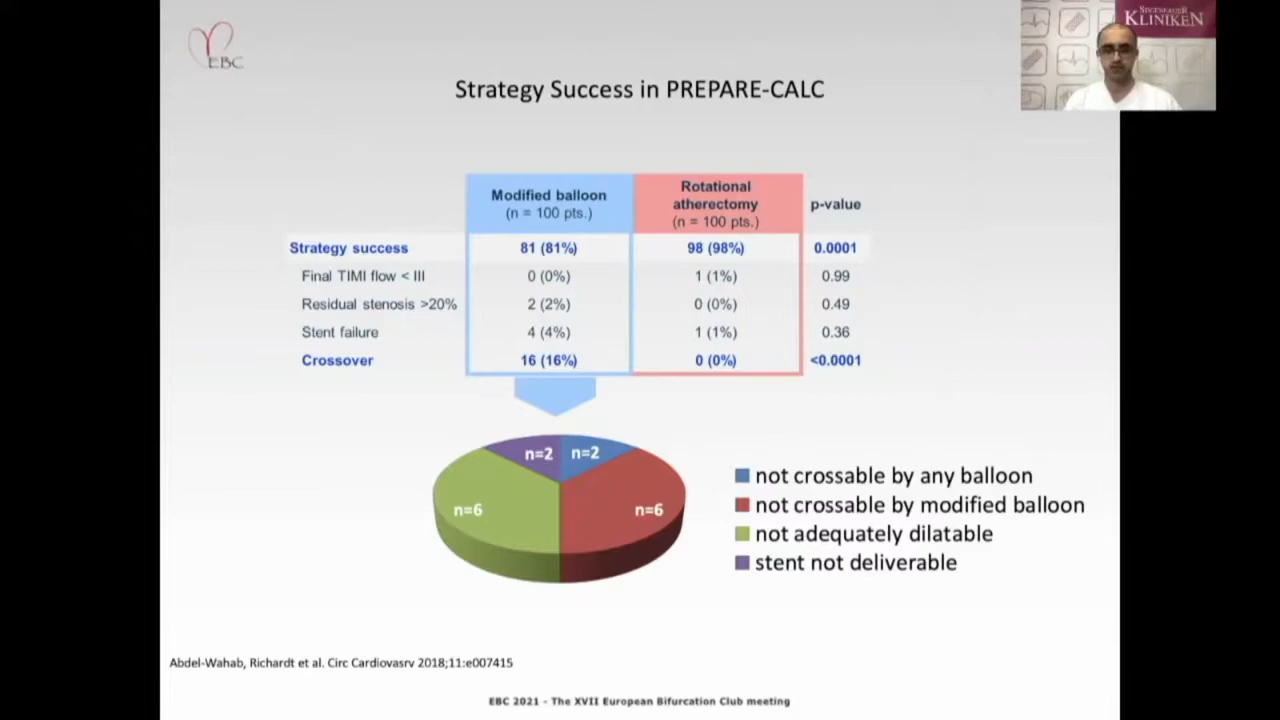 EBC
SEGEBERGER
KLINIKEN
Strategy Success in PREPARE-CALC
Modified balloon
(n = 100 pts.)
Rotational
atherectomy
(n = 100 pts.)
p-value
Strategy success 81 (81%) 98 (98%) 0.0001
Final TIMI flow < III 0 (0%) 1 (1%) 0.99
Residual stenosis >20% 2 (2%) 0 (0%) 0.49
Stent failure 4 (4%) 1 (1%) 0.36
Crossover 16 (16%) 0 (0%) <0.0001
n=2 n=2
n=6 n=6
not crossable by any balloon
not crossable by modified balloon
not adequately dilatable
stent not deliverable
Abdel-Wahab, Richardt et al. Circ Cardiovasrv 2018;11:e007415
EBC 2021 - The XVII European Bifurcation Club meeting